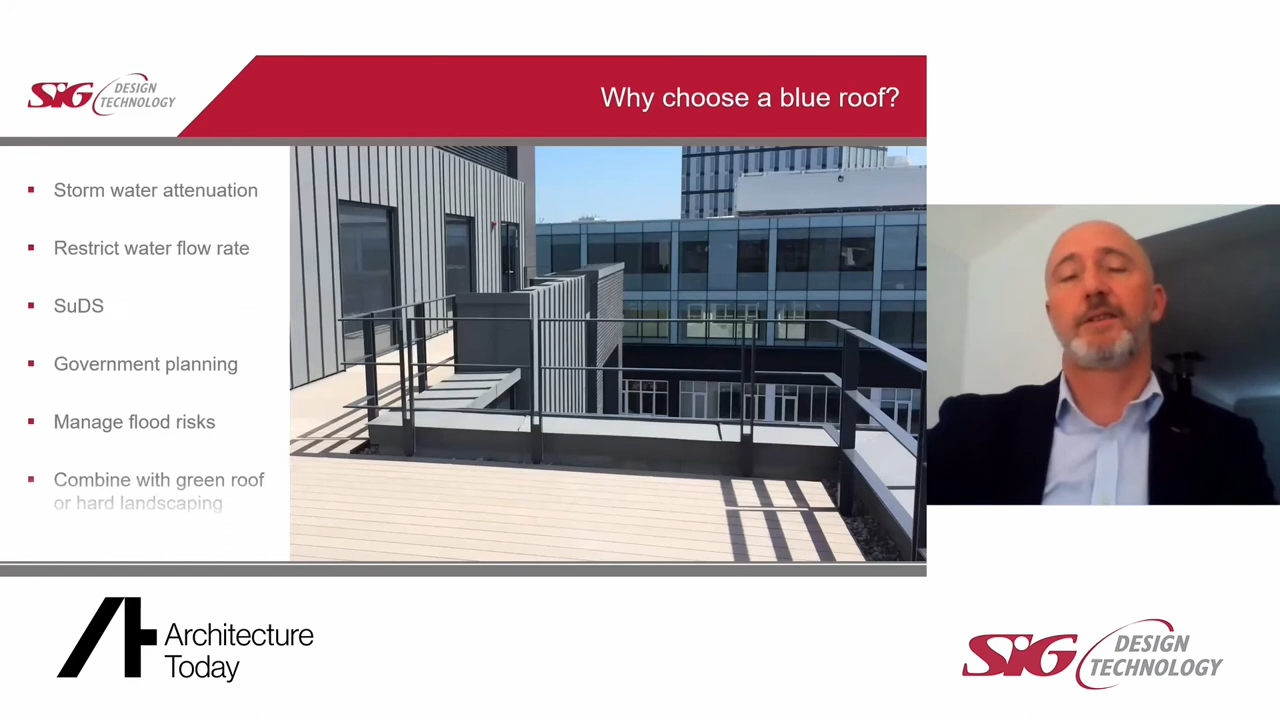 SIG DESIGN
TECHNOLOGY
Why choose a blue roof?
Storm water attenuation
Restrict water flow rate
SuDS
Government planning
Manage flood risks
Combine with green roof
or hard landscaping
Architecture
Today
SIG DESIGN
TECHNOLOGY